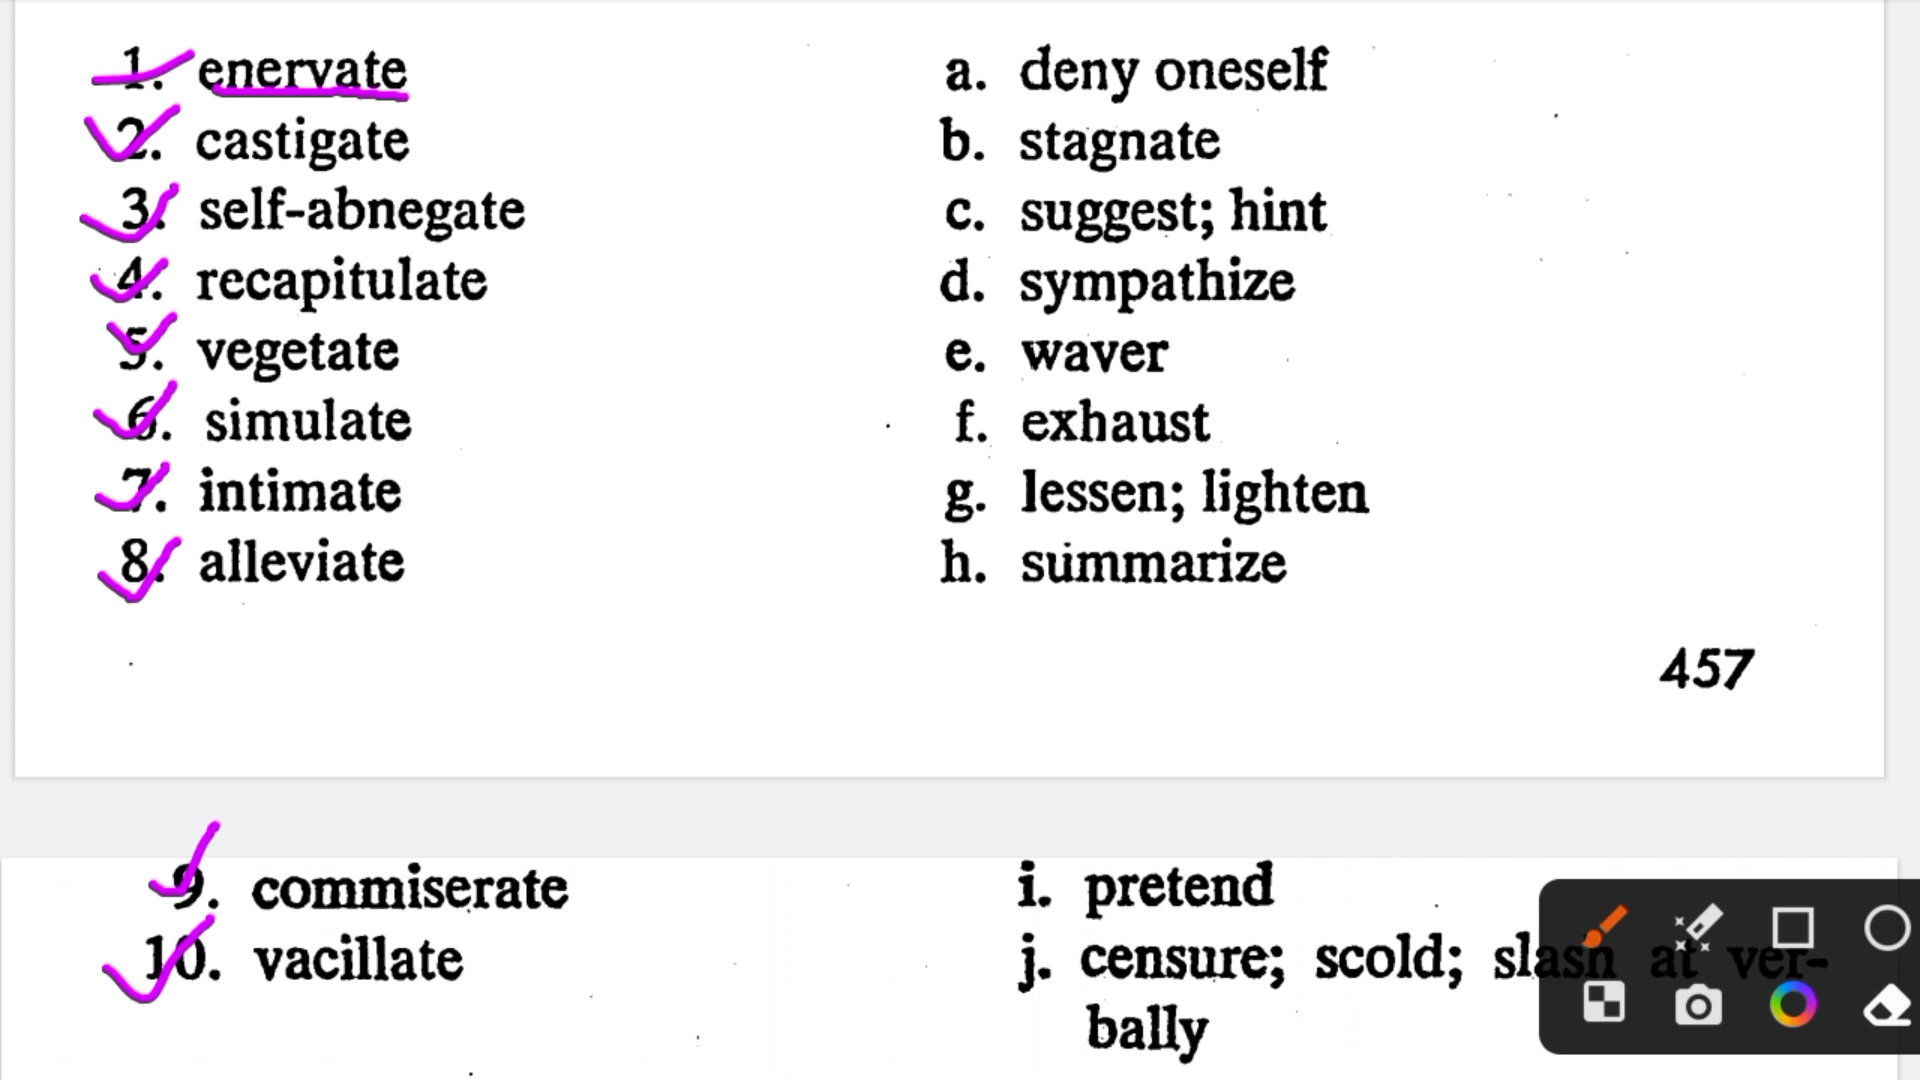 1. enervate a. deny oneself
2. castigate b. stagnate
3. self-abnegate c. suggest; hint
4. recapitulate d. sympathize
5. vegetate e. waver
6. simulate f. exhaust
7. intimate g. lessen; lighten
8. alleviate h. summarize
457
9. commiserate i. pretend
10. vacillate j. censure; scold; slash at ver-
bally